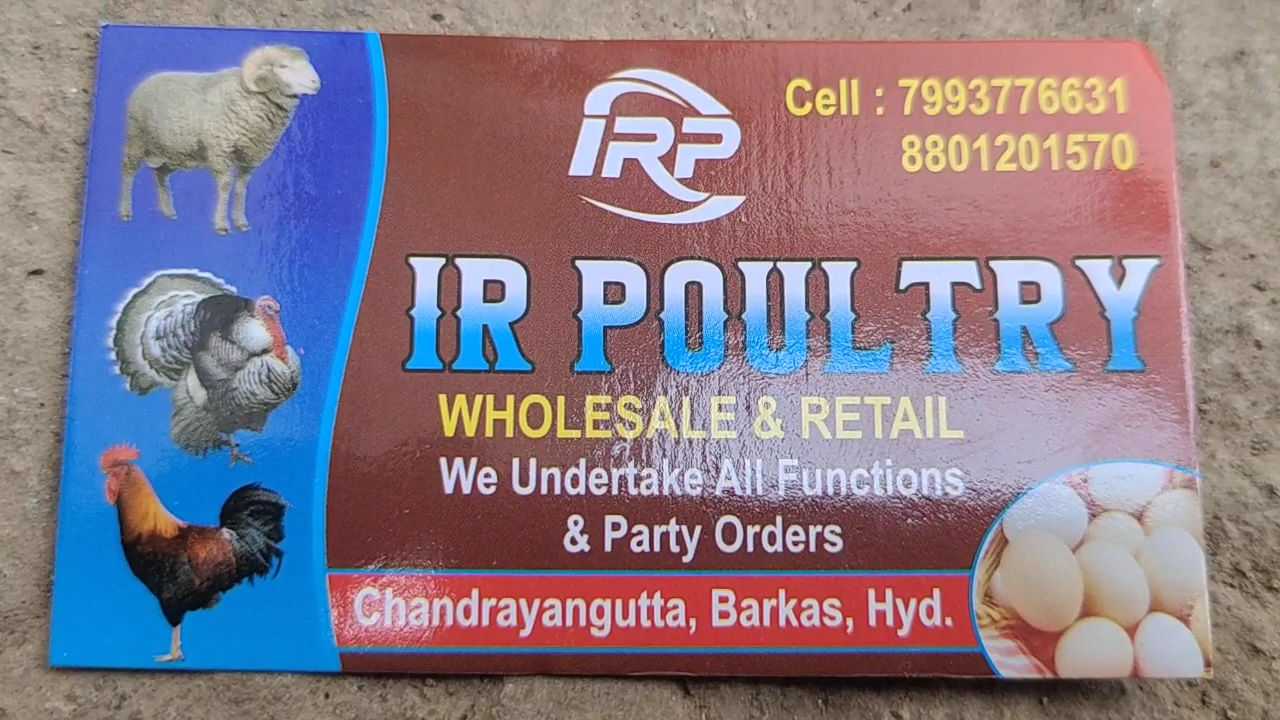 IRP
Cell : 7993776631
8801201570
IR POULTRY
WHOLESALE & RETAIL
We Undertake All Functions
& Party Orders
Chandrayangutta, Barkas, Hyd.